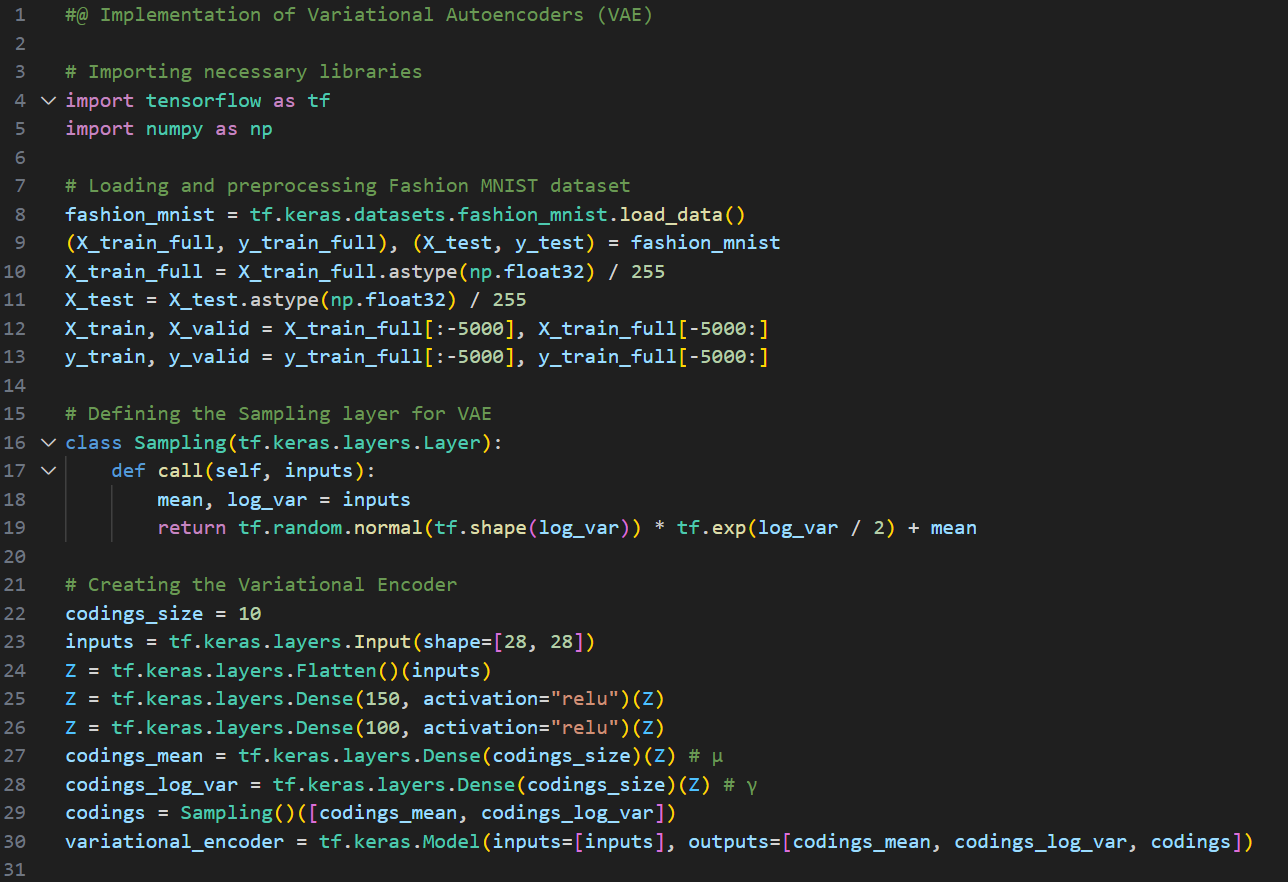 1 #@ Implementation of Variational Autoencoders (VAE)
2
3 # Importing necessary libraries
4 import tensorflow as tf
5 import numpy as np
6
7 # Loading and preprocessing Fashion MNIST dataset
8 fashion_mnist = tf.keras.datasets.fashion_mnist.load_data()
9 (X_train_full, y_train_full), (X_test, y_test) = fashion_mnist
10 X_train_full = X_train_full.astype(np.float32) / 255
11 X_test = X_test.astype(np.float32) / 255
12 X_train, X_valid = X_train_full[:-5000], X_train_full[-5000:]
13 y_train, y_valid = y_train_full[:-5000], y_train_full[-5000:]
14
15 # Defining the Sampling layer for VAE
16 class Sampling(tf.keras.layers.Layer):
17     def call(self, inputs):
18         mean, log_var = inputs
19         return tf.random.normal(tf.shape(log_var)) * tf.exp(log_var / 2) + mean
20
21 # Creating the Variational Encoder
22 codings_size = 10
23 inputs = tf.keras.layers.Input(shape=[28, 28])
24 Z = tf.keras.layers.Flatten()(inputs)
25 Z = tf.keras.layers.Dense(150, activation="relu")(Z)
26 Z = tf.keras.layers.Dense(100, activation="relu")(Z)
27 codings_mean = tf.keras.layers.Dense(codings_size)(Z) # μ
28 codings_log_var = tf.keras.layers.Dense(codings_size)(Z) # γ
29 codings = Sampling()([codings_mean, codings_log_var])
30 variational_encoder = tf.keras.Model(inputs=[inputs], outputs=[codings_mean, codings_log_var, codings])
31